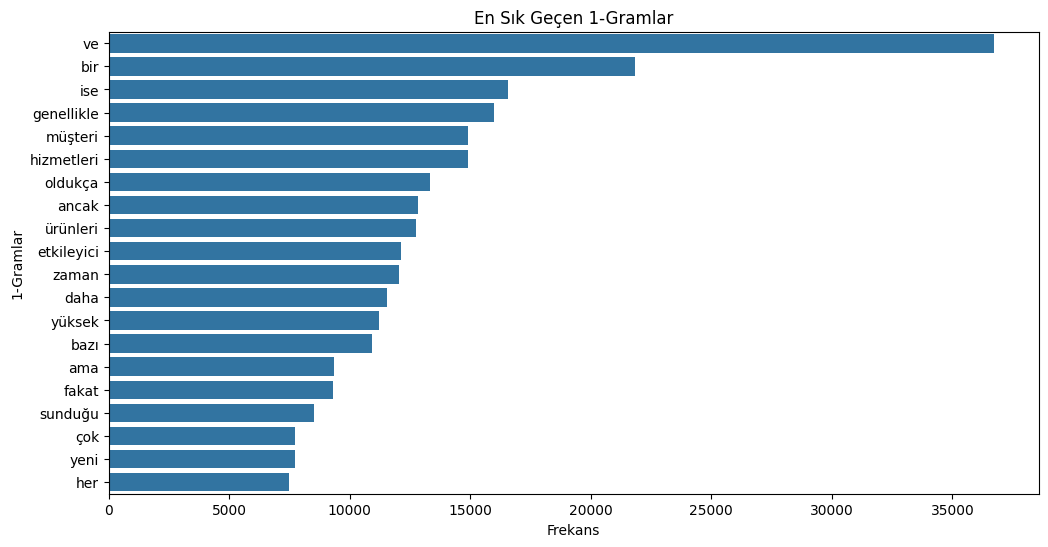 En Sık Geçen 1-Gramlar
ve
bir
ise
genellikle
müşteri
hizmetleri
oldukça
ancak
ürünleri
etkileyici
zaman
daha
yüksek
bazı
ama
fakat
sunduğu
çok
yeni
her
1-Gramlar
0 5000 10000 15000 20000 25000 30000 35000
Frekans